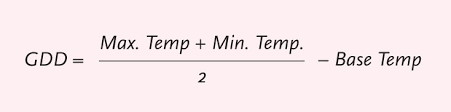 GDD = Max. Temp + Min. Temp. / 2 − Base Temp